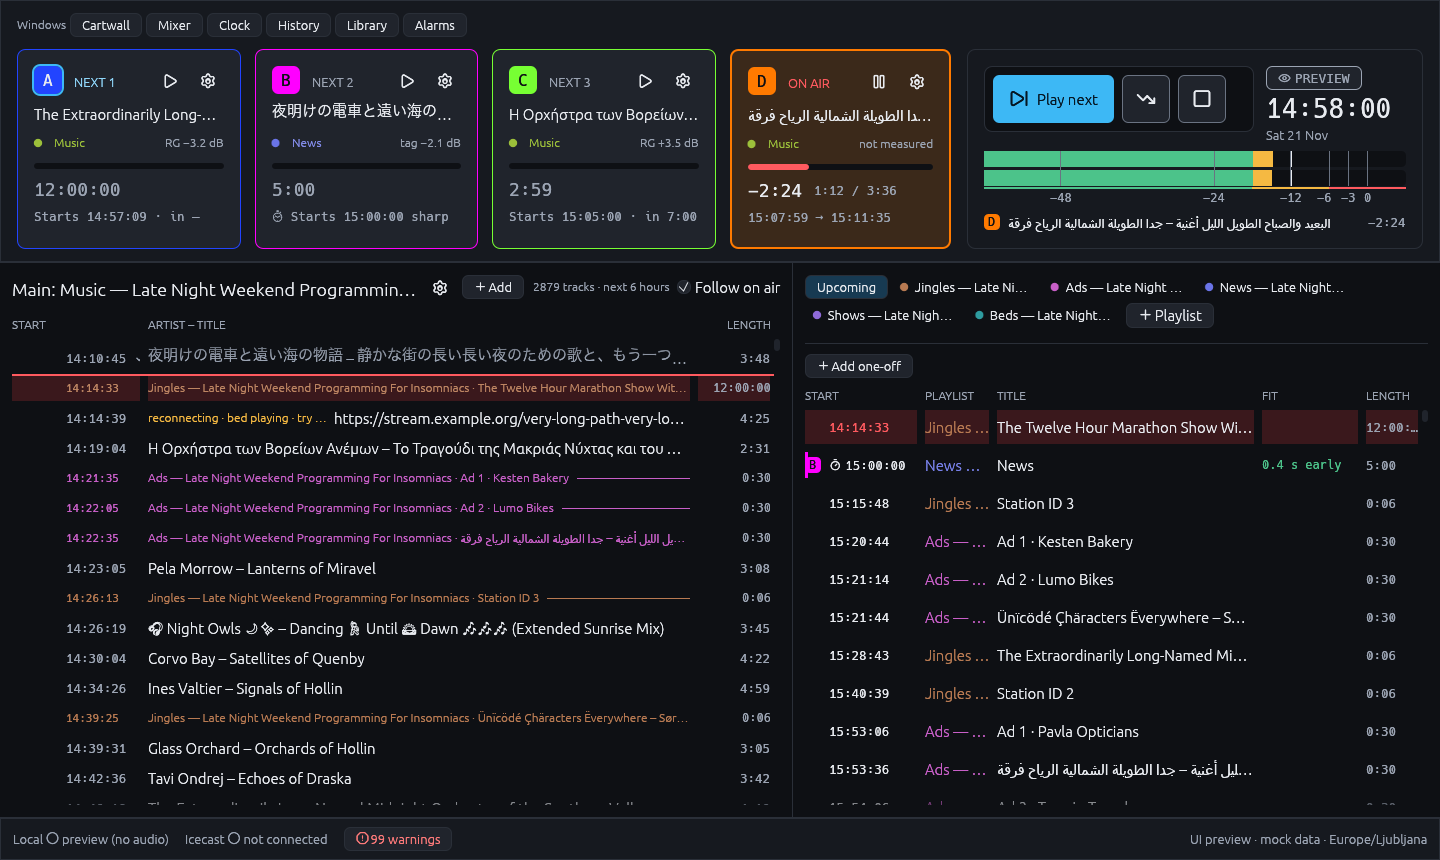 Windows Cartwall Mixer Clock History Library Alarms
A NEXT 1
The Extraordinarily Long-…
Music RG −3.2 dB
12:00:00
Starts 14:57:09 · in —
B NEXT 2
夜明けの電車と遠い海の…
News tag −2.1 dB
5:00
Starts 15:00:00 sharp
C NEXT 3
Η Ορχήστρα των Βορείων…
Music RG +3.5 dB
2:59
Starts 15:05:00 · in 7:00
D ON AIR
…دا الطويلة الشمالية الرياح فرقة
Music not measured
−2:24 1:12 / 3:36
15:07:59 → 15:11:35
Play next
PREVIEW
14:58:00
Sat 21 Nov
−48 −24 −12 −6 −3 0
D البعيد والصباح الطويل الليل أغنية – جدا الطويلة الشمالية الرياح فرقة −2:24
Main: Music — Late Night Weekend Programmin… + Add 2879 tracks · next 6 hours Follow on air
START ARTIST – TITLE LENGTH
14:10:45 夜明けの電車と遠い海の物語 – 静かな街の長い長い夜のための歌と、もう一つ… 3:48
14:14:33 Jingles — Late Night Weekend Programming For Insomniacs · The Twelve Hour Marathon Show Wit… 12:00:00
14:14:39 reconnecting · bed playing · try … https://stream.example.org/very-long-path-very-lo… 4:25
14:19:04 Η Ορχήστρα των Βορείων Ανέμων – Το Τραγούδι της Μακριάς Νύχτας και του … 2:31
14:21:35 Ads — Late Night Weekend Programming For Insomniacs · Ad 1 · Kesten Bakery 0:30
14:22:05 Ads — Late Night Weekend Programming For Insomniacs · Ad 2 · Lumo Bikes 0:30
14:22:35 Ads — Late Night Weekend Programming For Insomniacs · …يل الليل أغنية – جدا الطويلة الشمالية الرياح فرقة 0:30
14:23:05 Pela Morrow – Lanterns of Miravel 3:08
14:26:13 Jingles — Late Night Weekend Programming For Insomniacs · Station ID 3 0:06
14:26:19 🎧 Night Owls 🌙✨ – Dancing 💃 Until 🌅 Dawn 🎶🎶🎶 (Extended Sunrise Mix) 3:45
14:30:04 Corvo Bay – Satellites of Quenby 4:22
14:34:26 Ines Valtier – Signals of Hollin 4:59
14:39:25 Jingles — Late Night Weekend Programming For Insomniacs · Ünïcödé Çhäracters Ëverywhere – Sør… 0:06
14:39:31 Glass Orchard – Orchards of Hollin 3:05
14:42:36 Tavi Ondrej – Echoes of Draska 3:42
Upcoming Jingles — Late Ni… Ads — Late Night … News — Late Night…
Shows — Late Nigh… Beds — Late Night… + Playlist
+ Add one-off
START PLAYLIST TITLE FIT LENGTH
14:14:33 Jingles … The Twelve Hour Marathon Show Wi… 12:00:…
B 15:00:00 News … News 0.4 s early 5:00
15:15:48 Jingles … Station ID 3 0:06
15:20:44 Ads — … Ad 1 · Kesten Bakery 0:30
15:21:14 Ads — … Ad 2 · Lumo Bikes 0:30
15:21:44 Ads — … Ünïcödé Çhäracters Ëverywhere – S… 0:30
15:28:43 Jingles … The Extraordinarily Long-Named Mi… 0:06
15:40:39 Jingles … Station ID 2 0:06
15:53:06 Ads — … Ad 1 · Pavla Opticians 0:30
15:53:36 Ads — … …لیل أغنية – جدا الطويلة الشمالية الرياح فرقة 0:30
Local preview (no audio) Icecast not connected 99 warnings UI preview · mock data · Europe/Ljubljana